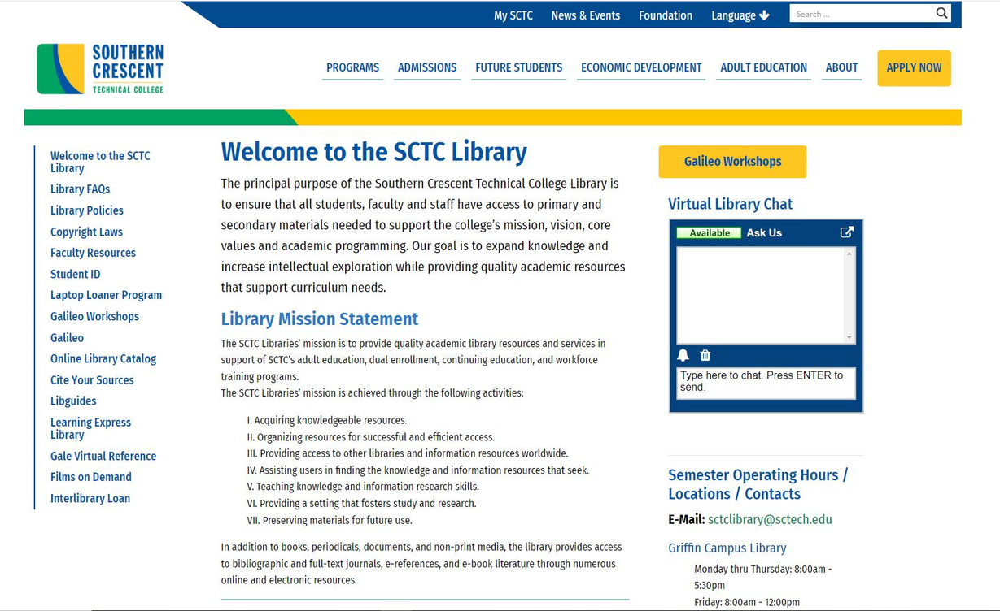 My SCTC
News & Events
Foundation
Language
Search ...
SOUTHERN
CRESCENT
TECHNICAL COLLEGE
PROGRAMS
ADMISSIONS
FUTURE STUDENTS
ECONOMIC DEVELOPMENT
ADULT EDUCATION
ABOUT
APPLY NOW
Welcome to the SCTC
Library
Library FAQs
Library Policies
Copyright Laws
Faculty Resources
Student ID
Laptop Loaner Program
Galileo Workshops
Galileo
Online Library Catalog
Cite Your Sources
Libguides
Learning Express
Library
Gale Virtual Reference
Films on Demand
Interlibrary Loan
Welcome to the SCTC Library
The principal purpose of the Southern Crescent Technical College Library is
to ensure that all students, faculty and staff have access to primary and
secondary materials needed to support the college's mission, vision, core
values and academic programming. Our goal is to expand knowledge and
increase intellectual exploration while providing quality academic resources
that support curriculum needs.
Library Mission Statement
The SCTC Libraries' mission is to provide quality academic library resources and services in
support of SCTC's adult education, dual enrollment, continuing education, and workforce
training programs.
The SCTC Libraries' mission is achieved through the following activities:
I. Acquiring knowledgeable resources.
II. Organizing resources for successful and efficient access.
III. Providing access to other libraries and information resources worldwide.
IV. Assisting users in finding the knowledge and information resources that seek.
V. Teaching knowledge and information research skills.
VI. Providing a setting that fosters study and research.
VII. Preserving materials for future use.
In addition to books, periodicals, documents, and non-print media, the library provides access
to bibliographic and full-text journals, e-references, and e-book literature through numerous
online and electronic resources.
Galileo Workshops
Virtual Library Chat
Available Ask Us
Type here to chat. Press ENTER to
send.
Semester Operating Hours /
Locations / Contacts
E-Mail: sctclibrary@sctech.edu
Griffin Campus Library
Monday thru Thursday: 8:00am -
5:30pm
Friday: 8:00am - 12:00pm